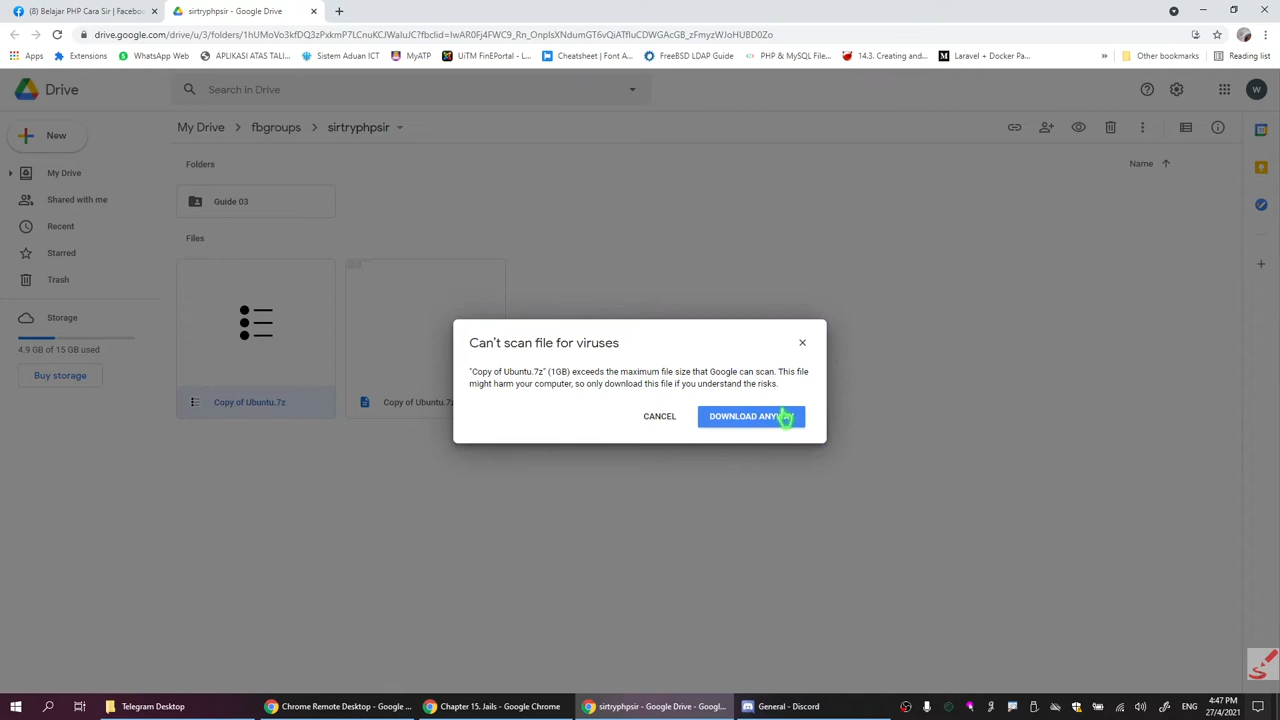 (8) Belajar PHP Cara Sir | Faceboo
sirtryphpsir - Google Drive
drive.google.com/drive/u/3/folders/1hUMoVo3kfDQ3zPxkmP7LCnuKCJWaluJC?fbclid=IwAR0Fj4FWC9_Rn_OnpIsXNdumGT6vQiATfIuCDWGAcGB_zFmyzWJoHUBD0Zo
Apps
Extensions
WhatsApp Web
APLIKASI ATAS TALI...
Sistem Aduan ICT
MyATP
UiTM FinEPortal - L...
Cheatsheet | Font A...
FreeBSD LDAP Guide
PHP & MySQL File...
14.3. Creating and...
Laravel + Docker Pa...
»
Other bookmarks
Reading list
Drive
Search in Drive
W
New
My Drive
fbgroups
sirtryphpsir
My Drive
Shared with me
Recent
Starred
Trash
Storage
4.9 GB of 15 GB used
Buy storage
Folders
Name
Guide 03
Files
Copy of Ubuntu.7z
Copy of Ubuntu.7z
Can't scan file for viruses
"Copy of Ubuntu.7z" (1GB) exceeds the maximum file size that Google can scan. This file
might harm your computer, so only download this file if you understand the risks.
CANCEL
DOWNLOAD ANYWAY
Telegram Desktop
Chrome Remote Desktop - Google ...
Chapter 15. Jails - Google Chrome
sirtryphpsir - Google Drive - Googl...
General - Discord
ENG
4:47 PM
27/4/2021